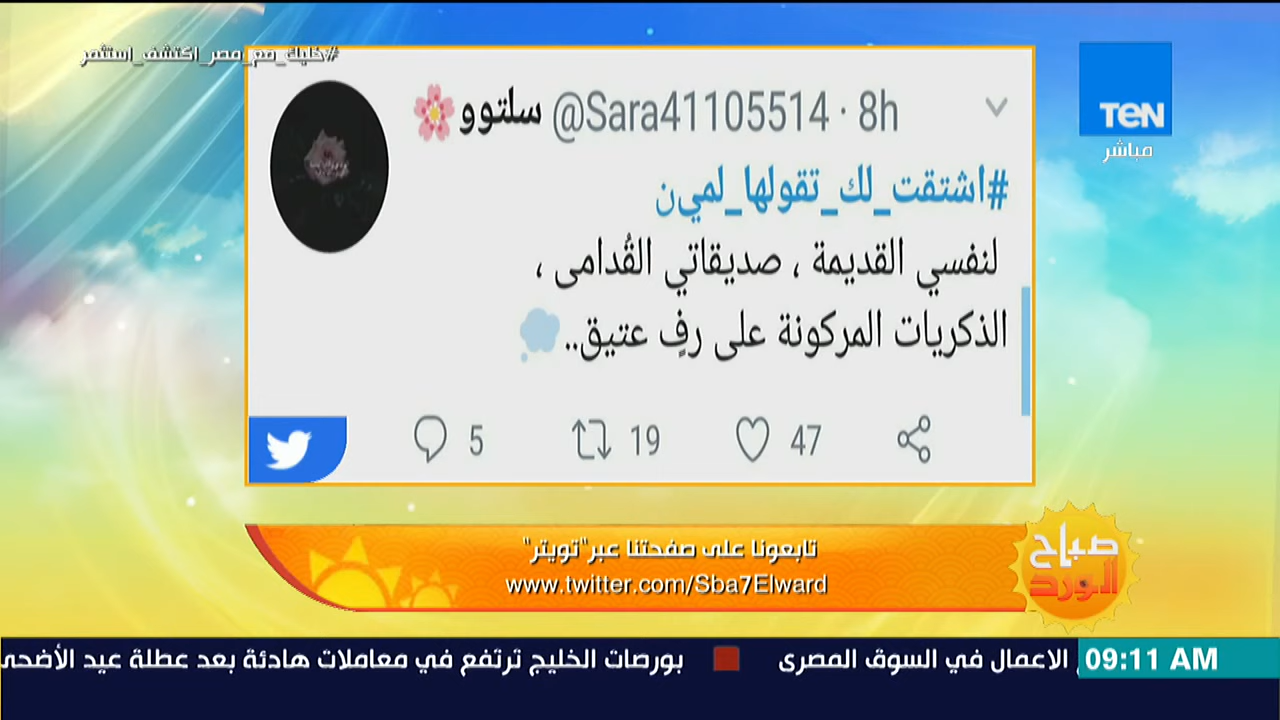 #خليك_مع_مصر_اكتشف_استثمر
TEN
مباشر
سلتوو @Sara41105514 · 8h
#اشتقت_لك_تقولها_لمين
لنفسي القديمة ، صديقاتي القُدامى ،
الذكريات المركونة على رفٍ عتيق..
5 19 47
صباح
الورد
تابعونا على صفحتنا عبر"تويتر"
www.twitter.com/Sba7Elward
09:11 AM
الاعمال في السوق المصرى
بورصات الخليج ترتفع في معاملات هادئة بعد عطلة عيد الأضحى